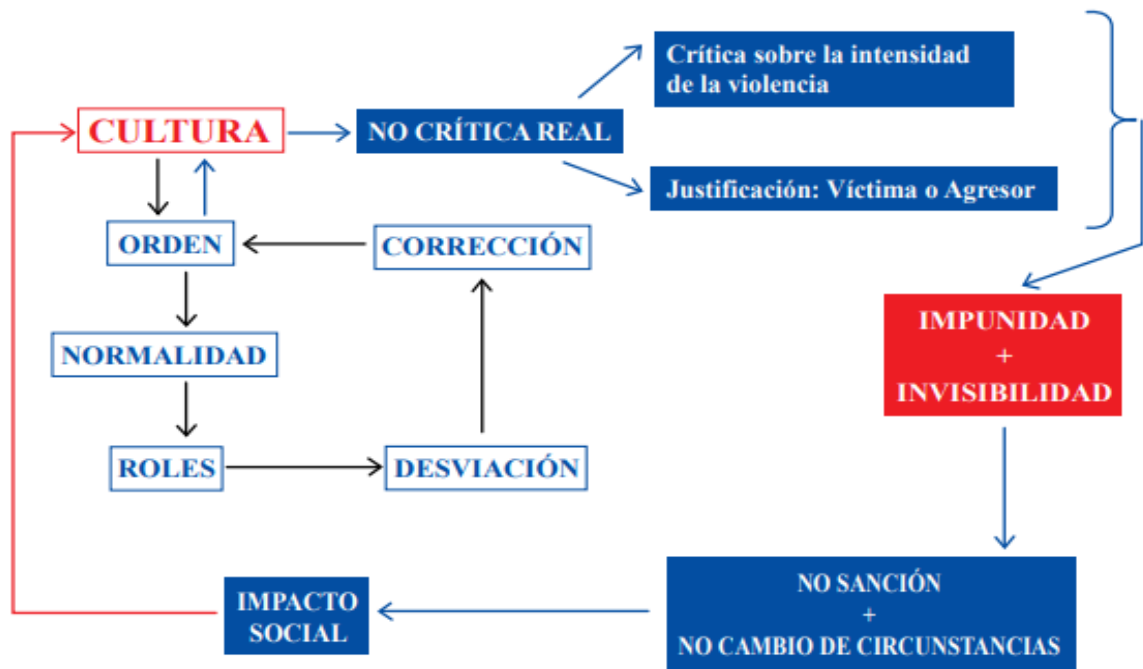 Crítica sobre la intensidad
de la violencia
CULTURA
NO CRÍTICA REAL
Justificación: Víctima o Agresor
ORDEN
CORRECCIÓN
IMPUNIDAD
+
INVISIBILIDAD
NORMALIDAD
ROLES
DESVIACIÓN
NO SANCIÓN
+
NO CAMBIO DE CIRCUNSTANCIAS
IMPACTO
SOCIAL